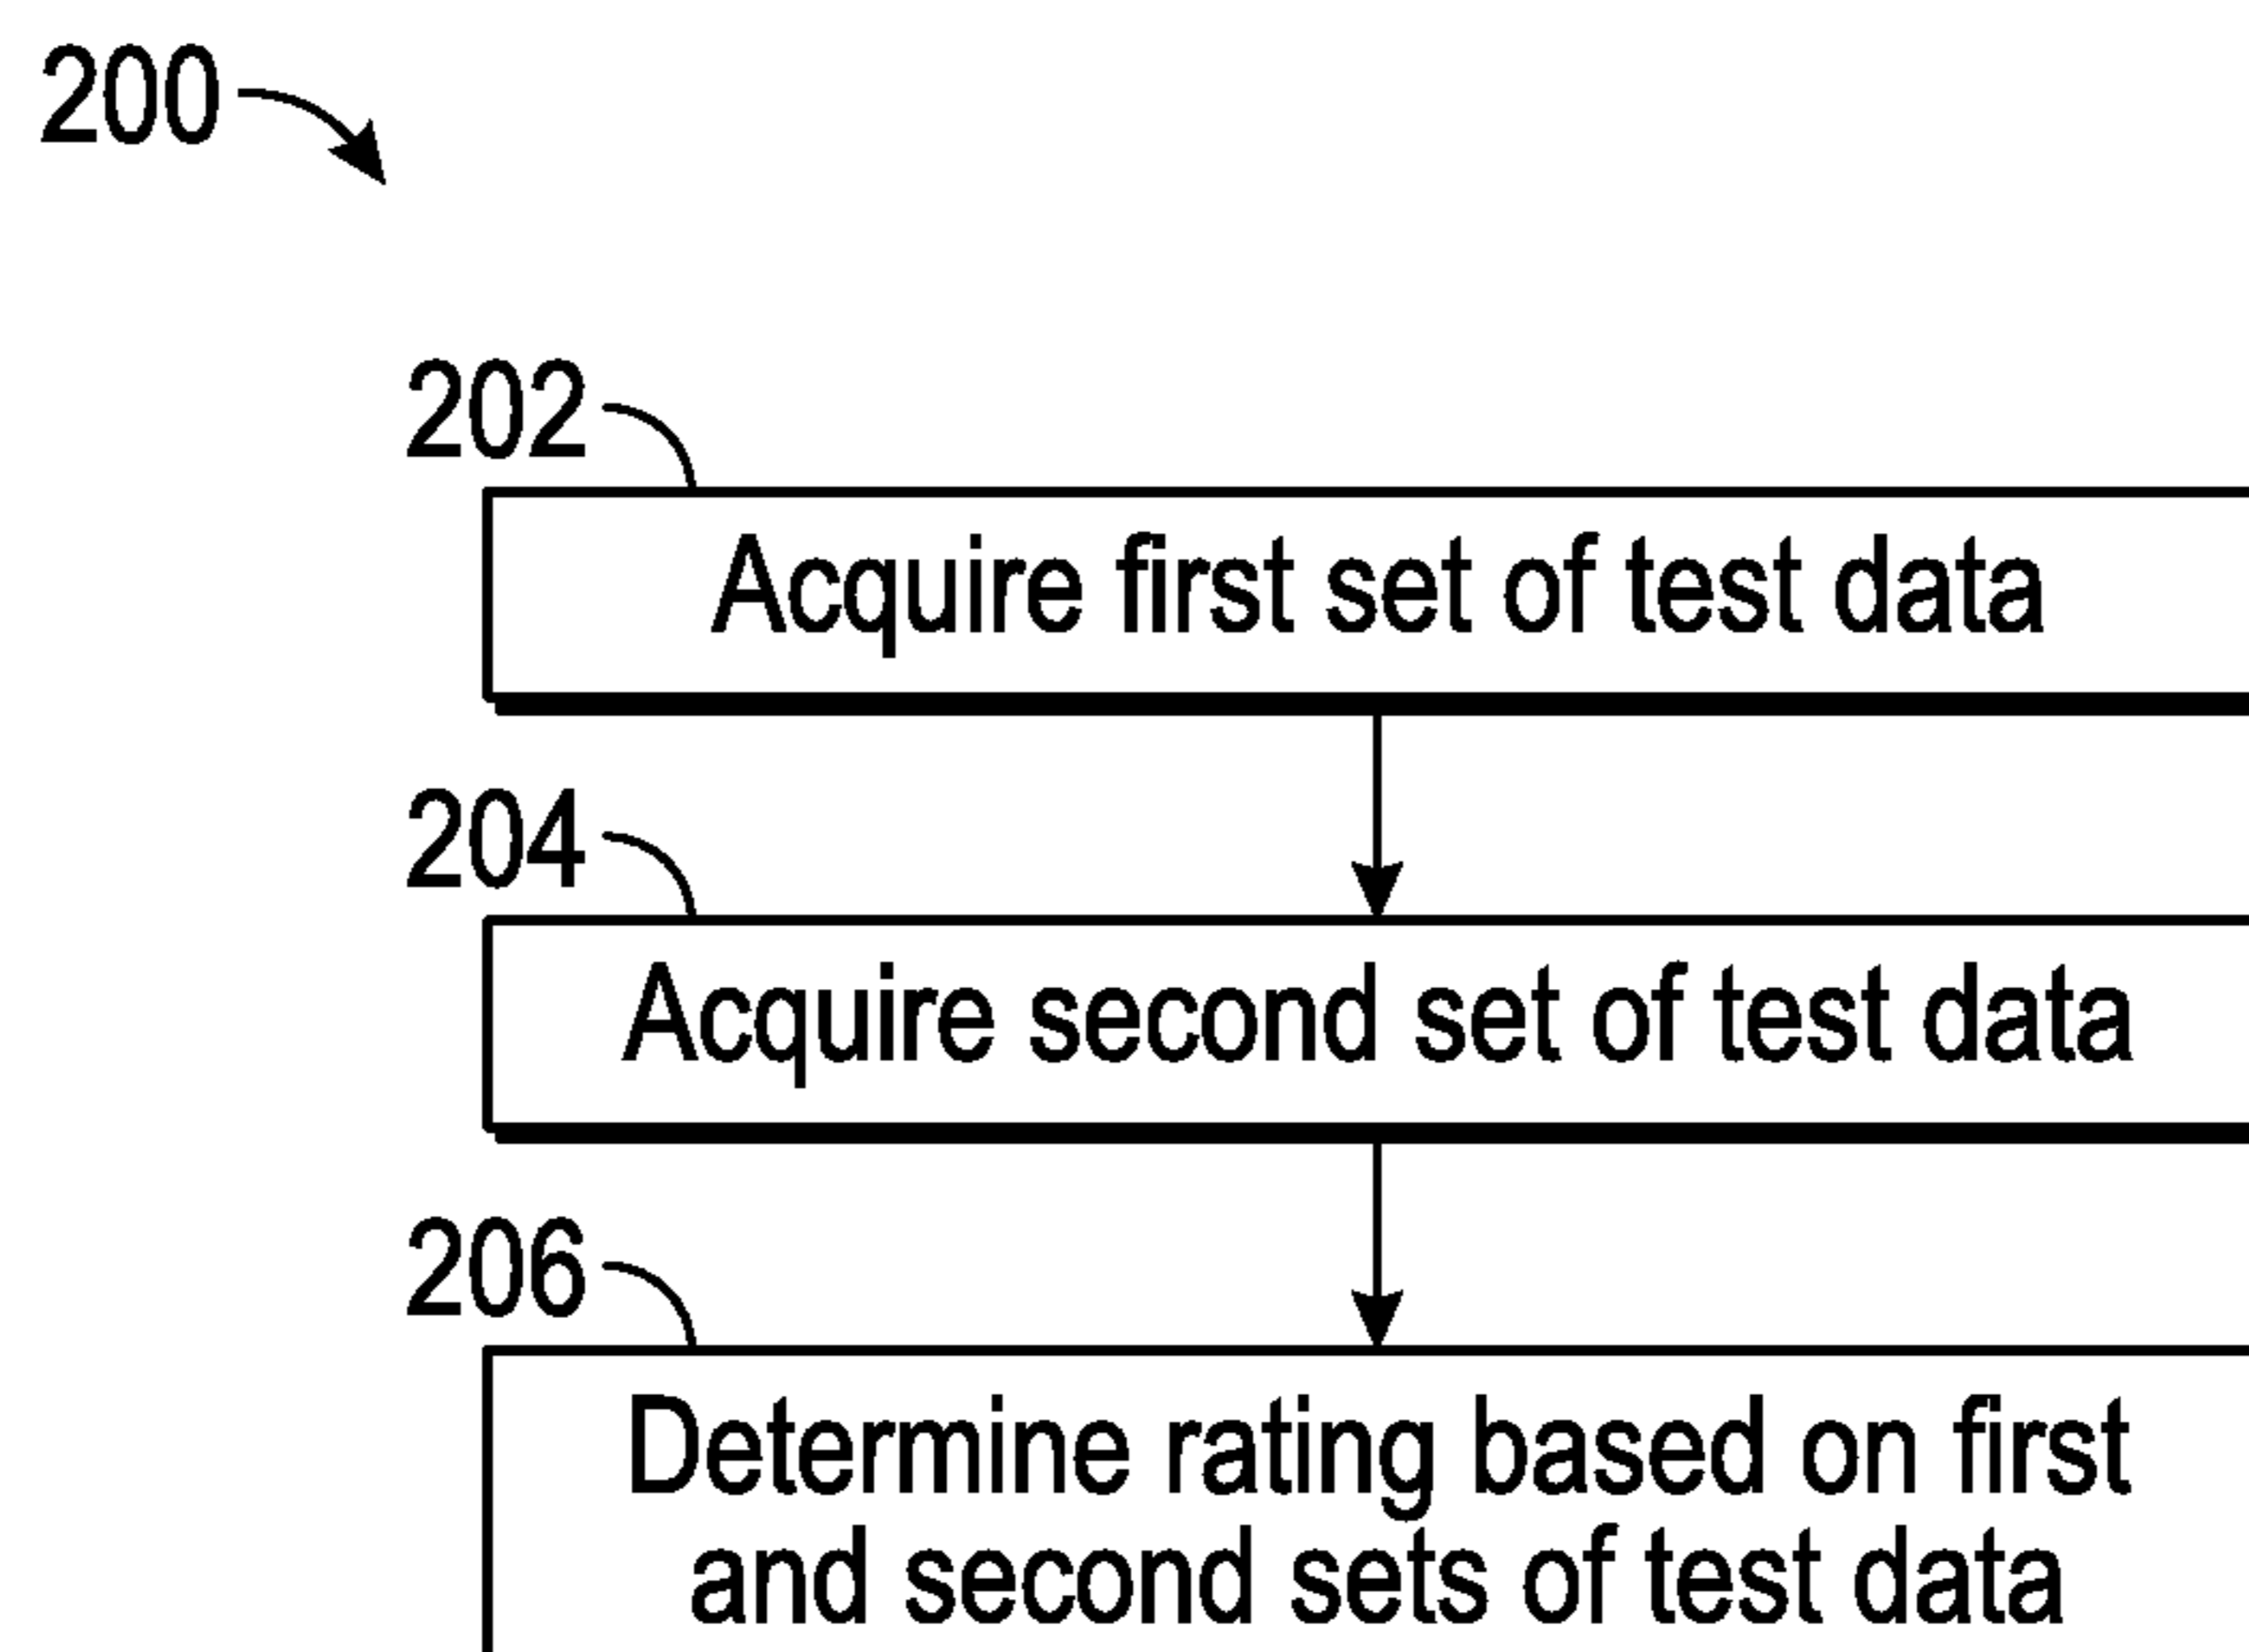 200
202
Acquire first set of test data
204
Acquire second set of test data
206
Determine rating based on first
and second sets of test data